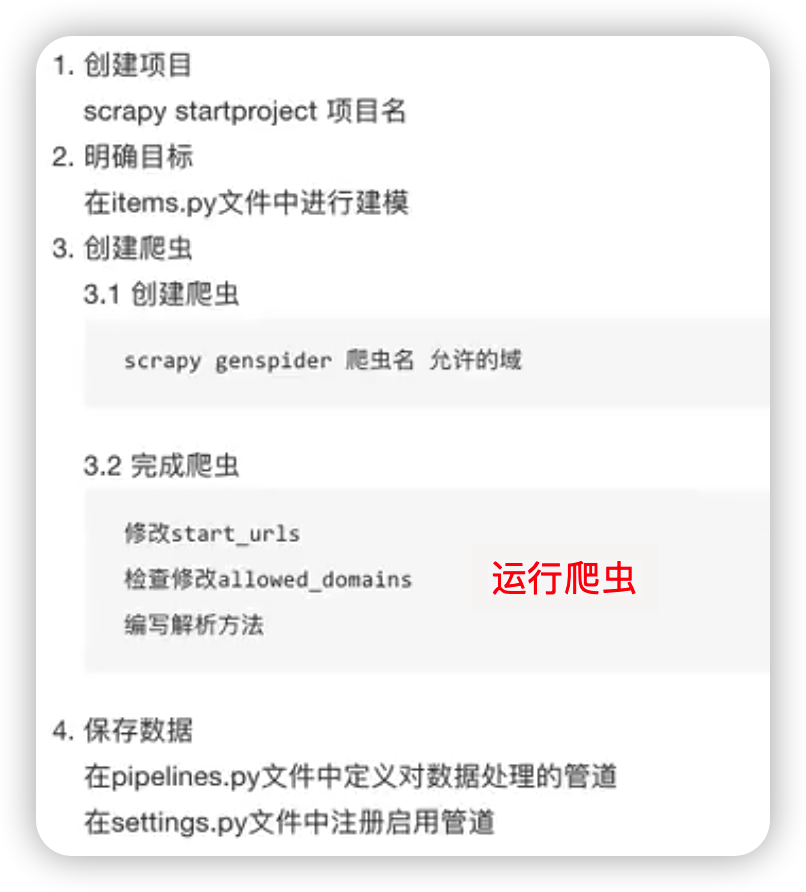 1. 创建项目
scrapy startproject 项目名
2. 明确目标
在items.py文件中进行建模
3. 创建爬虫
3.1 创建爬虫
scrapy genspider 爬虫名 允许的域
3.2 完成爬虫
修改start_urls
检查修改allowed_domains
运行爬虫
编写解析方法
4. 保存数据
在pipelines.py文件中定义对数据处理的管道
在settings.py文件中注册启用管道